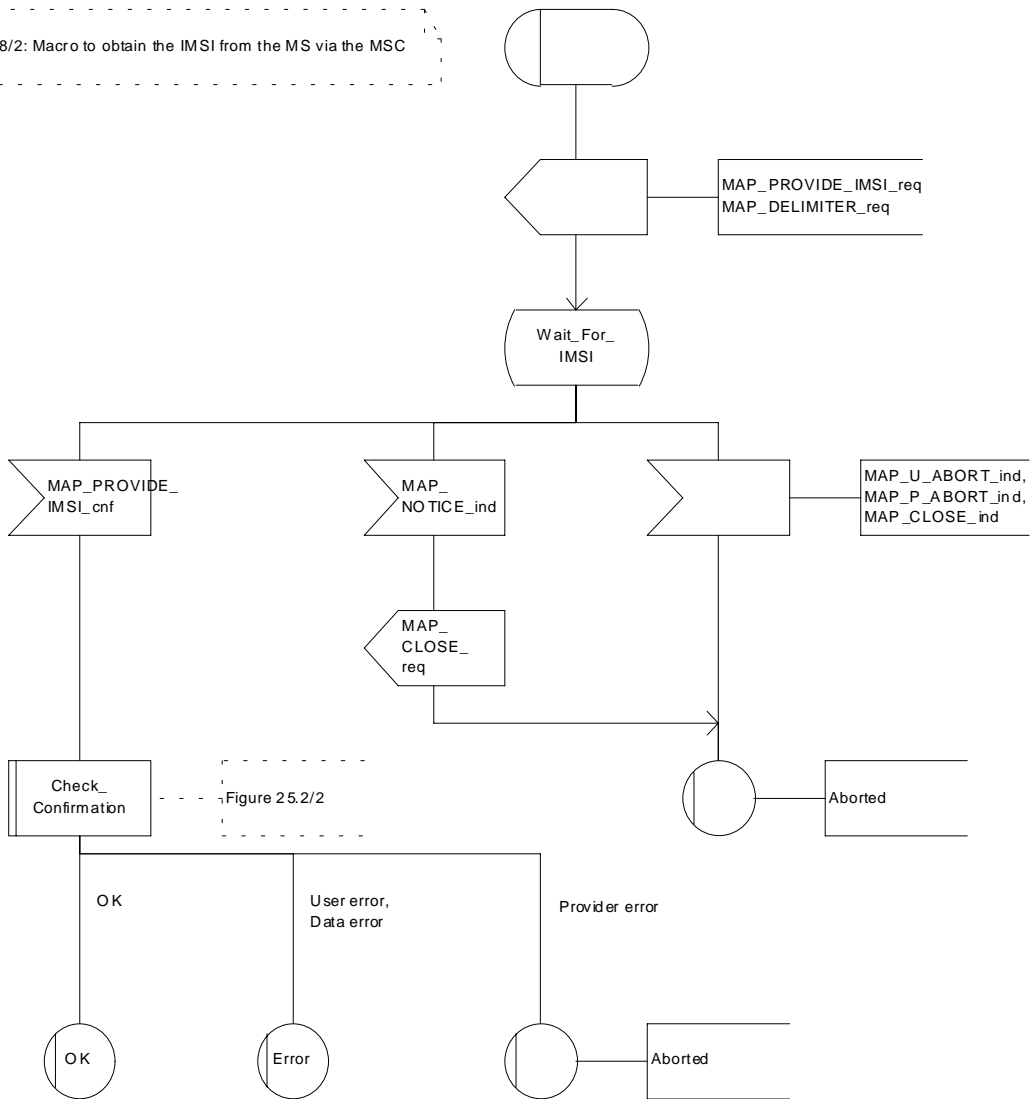 8/2: Macro to obtain the IMSI from the MS via the MSC
MAP_PROVIDE_IMSI_req
MAP_DELIMITER_req
Wait_For_
IMSI
MAP_PROVIDE_
IMSI_cnf
MAP_
NOTICE_ind
MAP_U_ABORT_ind,
MAP_P_ABORT_ind,
MAP_CLOSE_ind
MAP_
CLOSE_
req
Check_
Confirmation
Figure 25.2/2
Aborted
OK
User error,
Data error
Provider error
OK
Error
Aborted